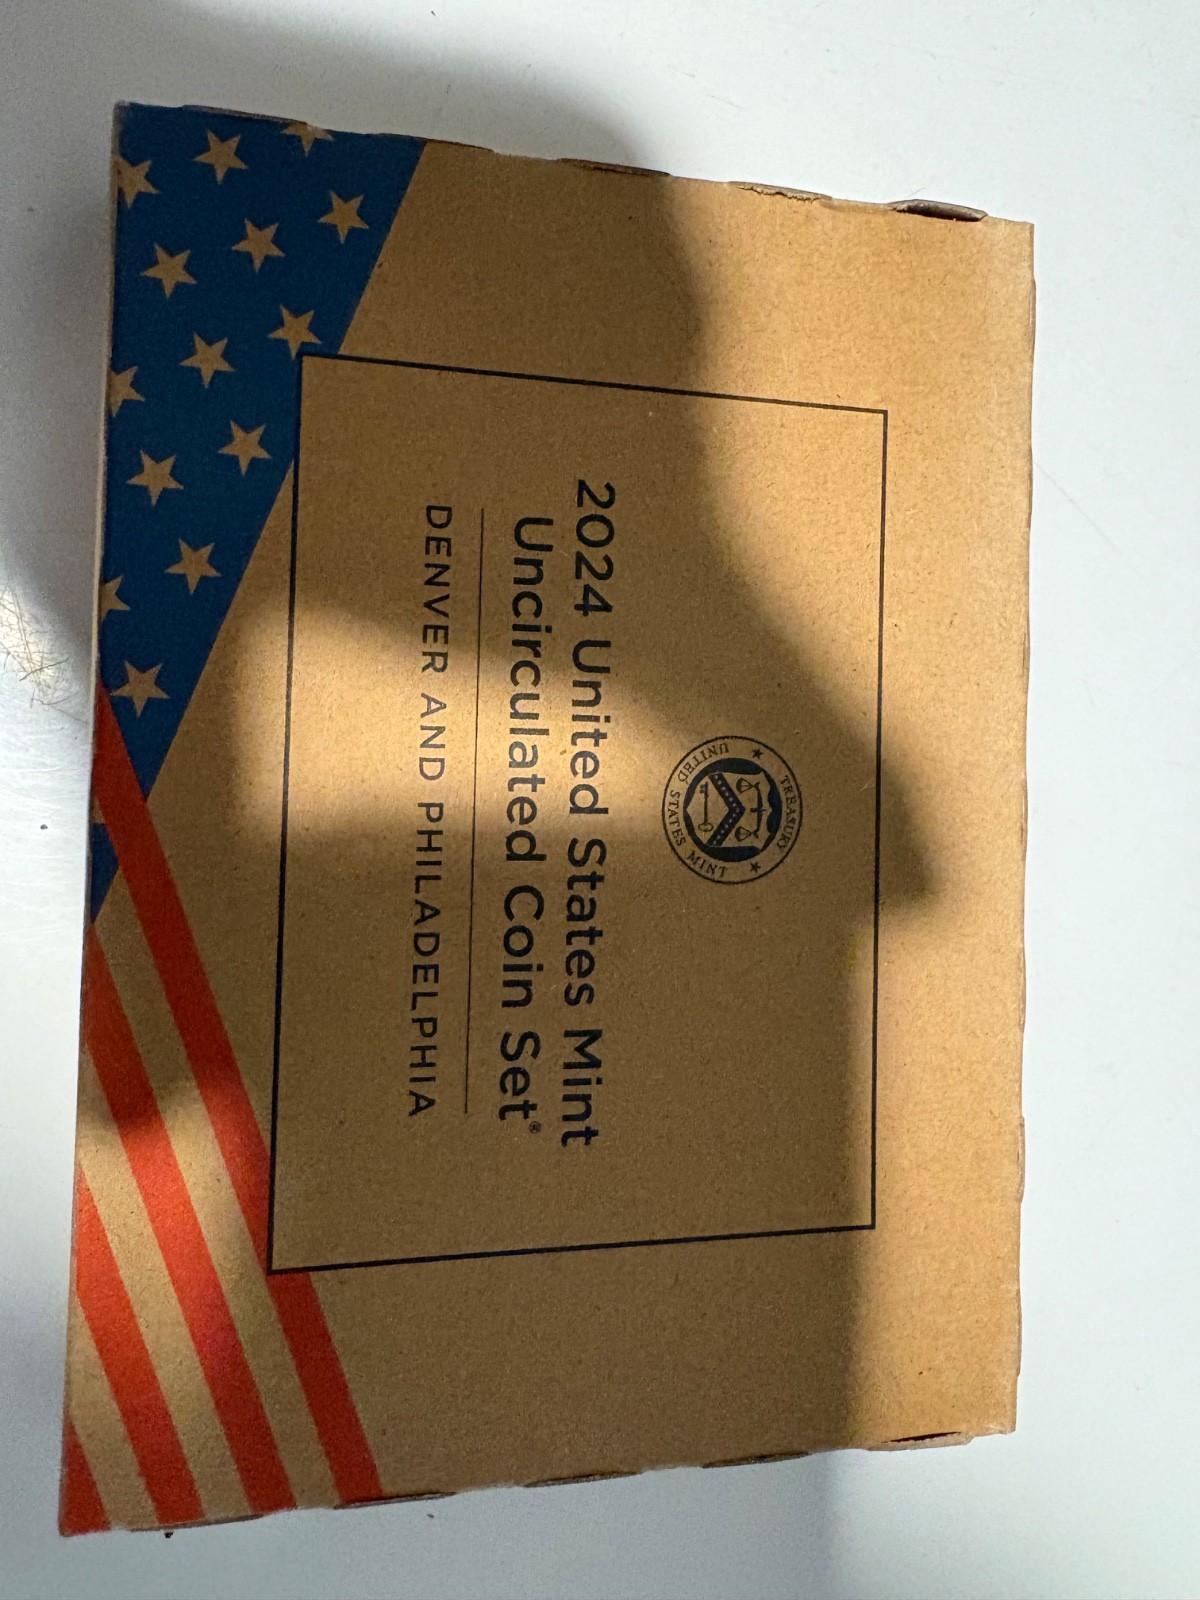 TREASURY
UNITED STATES MINT
2024 United States Mint
Uncirculated Coin Set®
DENVER AND PHILADELPHIA